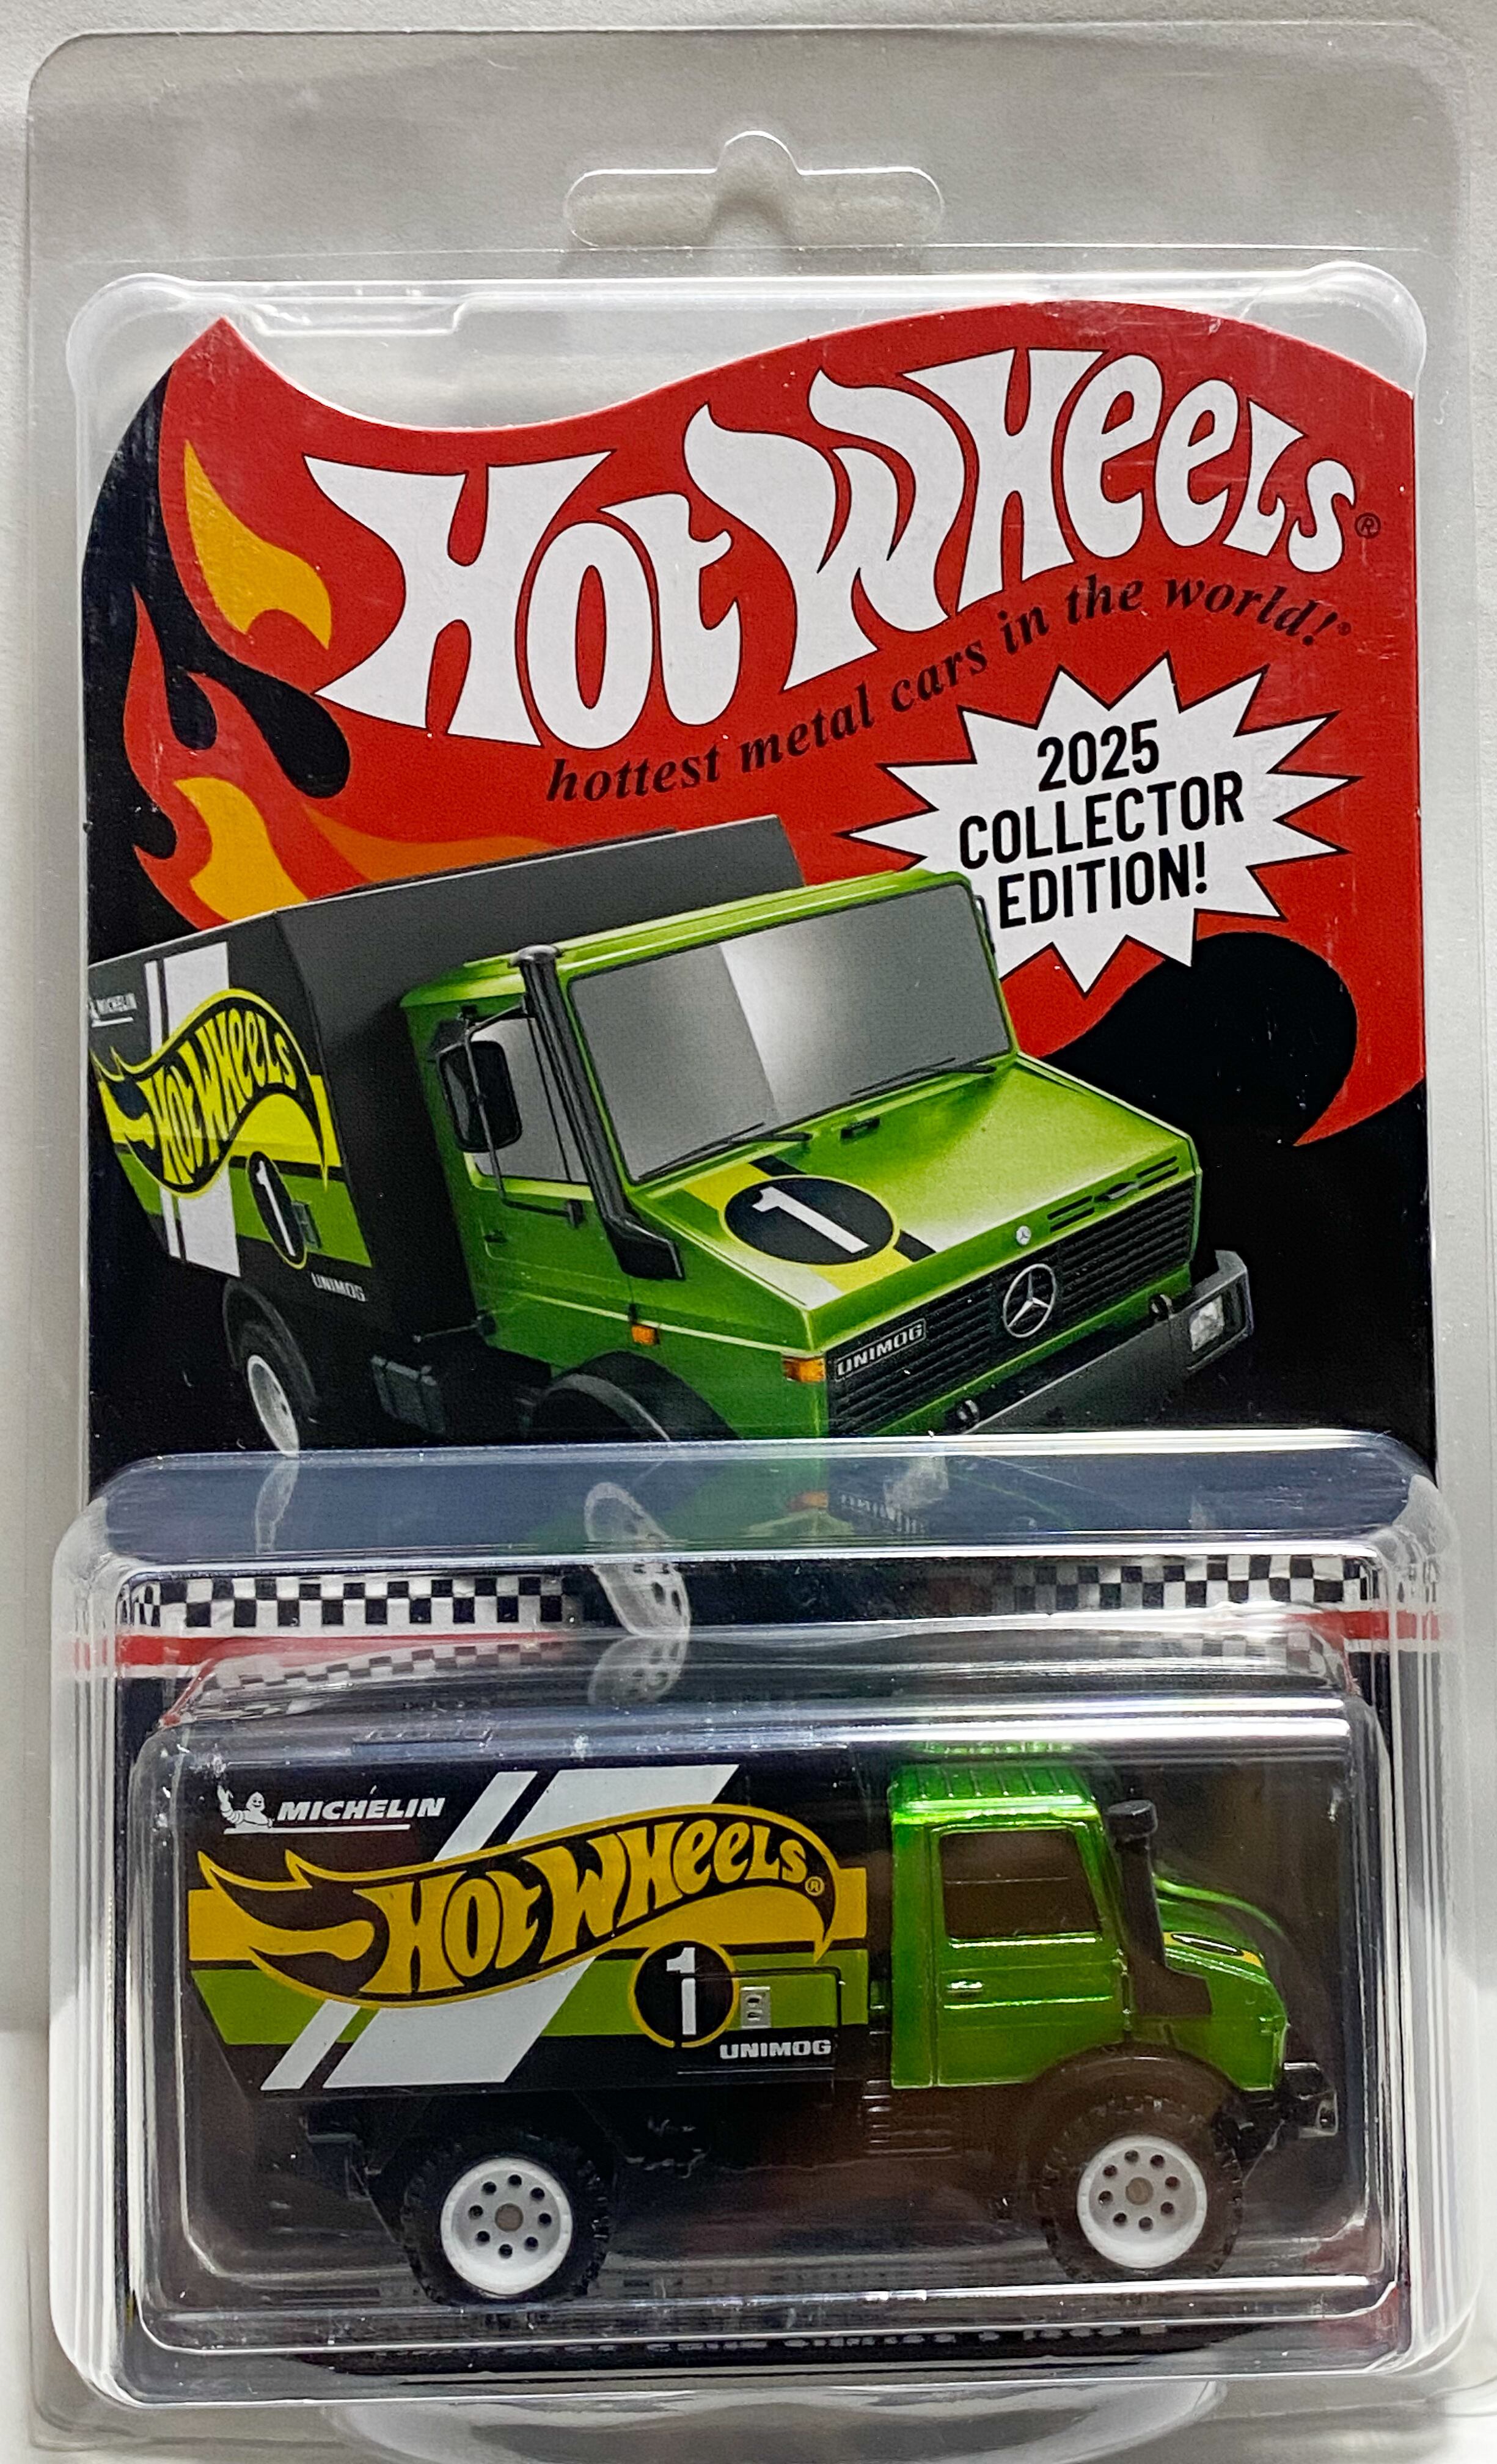 Hot Wheels®
hottest metal cars in the world!®
2025
COLLECTOR
EDITION!
MICHELIN
HOT WHEELS
1
UNIMOG
1
UNIMOG
MICHELIN
HOT WHEELS®
1
UNIMOG